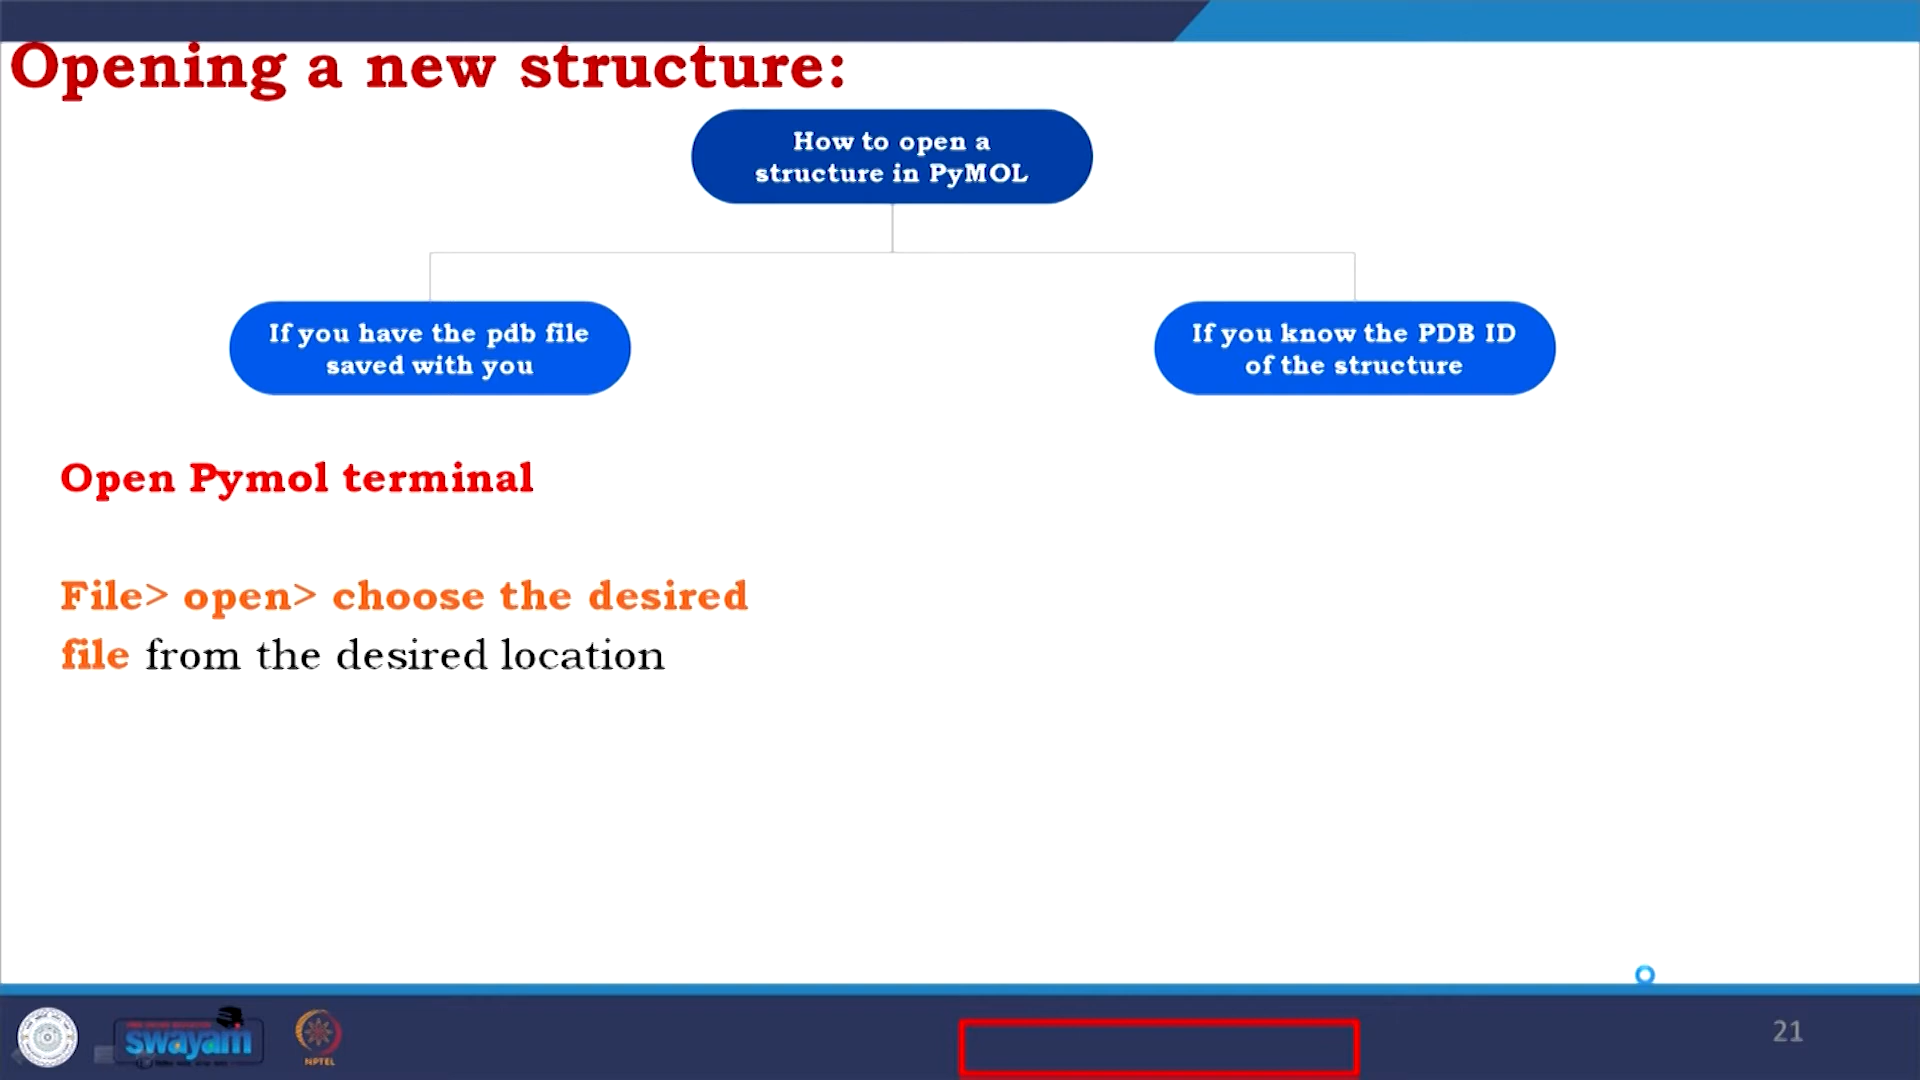 Opening a new structure:
How to open a
structure in PyMOL
If you have the pdb file
saved with you
If you know the PDB ID
of the structure
Open Pymol terminal
File> open> choose the desired
file from the desired location
swayam
NPTEL
21